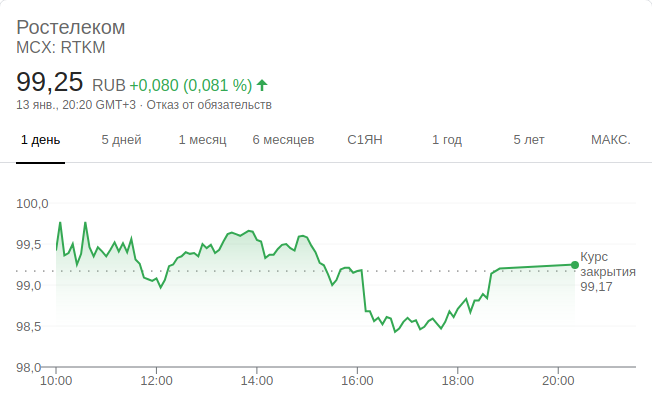 Ростелеком
MCX: RTKM
99,25 RUB +0,080 (0,081 %)
13 янв., 20:20 GMT+3 · Отказ от обязательств
1 день 5 дней 1 месяц 6 месяцев С1ЯН 1 год 5 лет МАКС.
100,0
99,5
99,0
98,5
98,0
Курс
закрытия
99,17
10:00 12:00 14:00 16:00 18:00 20:00